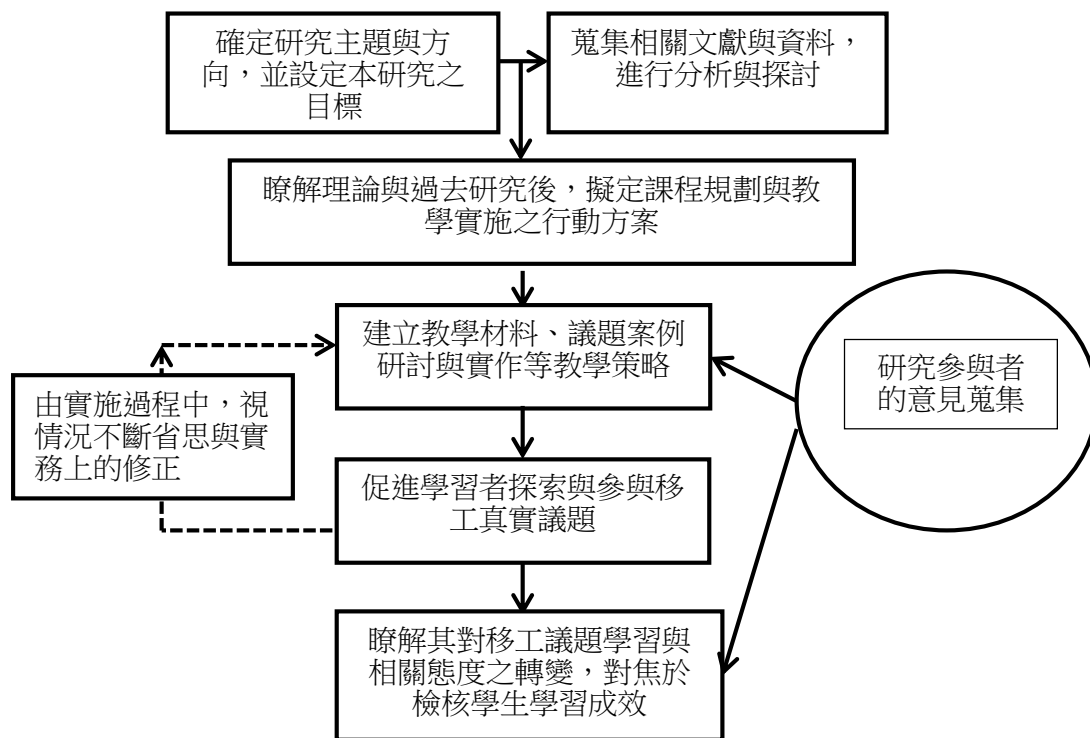 確定研究主題與方
向，並設定本研究之
目標
蒐集相關文獻與資料，
進行分析與探討
瞭解理論與過去研究後，擬定課程規劃與教
學實施之行動方案
建立教學材料、議題案例
研討與實作等教學策略
研究參與者
的意見蒐集
由實施過程中，視
情況不斷省思與實
務上的修正
促進學習者探索與參與移
工真實議題
瞭解其對移工議題學習與
相關態度之轉變，對焦於
檢核學生學習成效